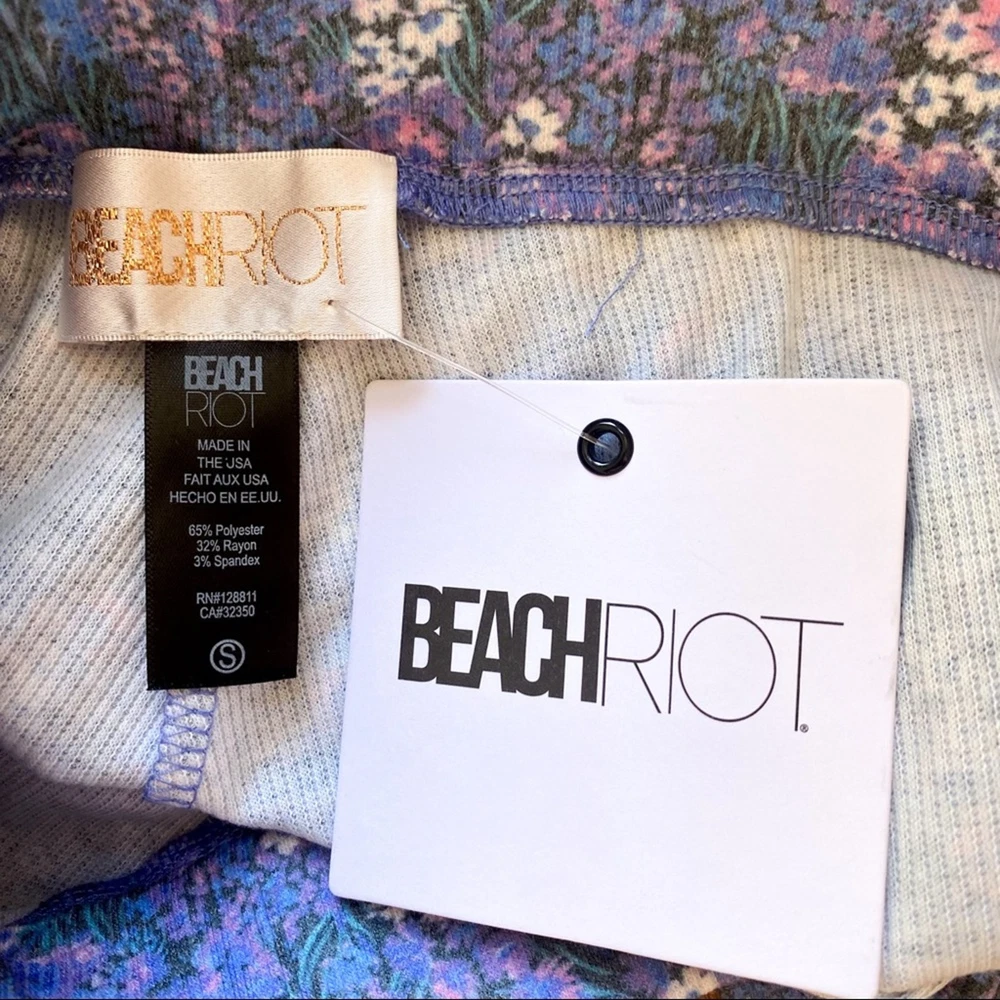 BEACHRIOT
BEACH
RIOT
MADE IN
THE USA
FAIT AUX USA
HECHO EN EE.UU.
65% Polyester
32% Rayon
3% Spandex
RN#128811
CA#32350
S
BEACHRIOT®